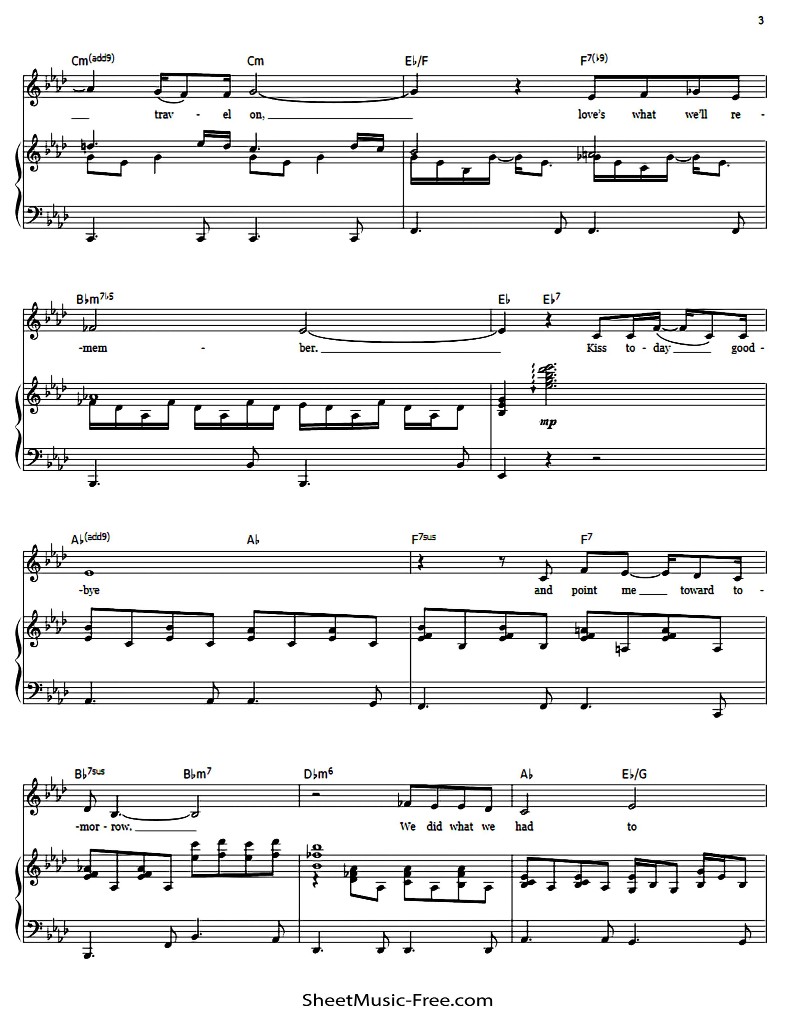 3
Cm(add9) Cm E♭/F F7(♭9)
trav - el on, love's what we'll re -
B♭m7♭5 E♭ E♭7
-mem - ber. Kiss to - day good -
mp
A♭(add9) A♭ F7sus F7
-bye and point me toward to -
B♭7sus B♭m7 D♭m6 A♭ E♭/G
-mor - row. We did what we had to
SheetMusic-Free.com